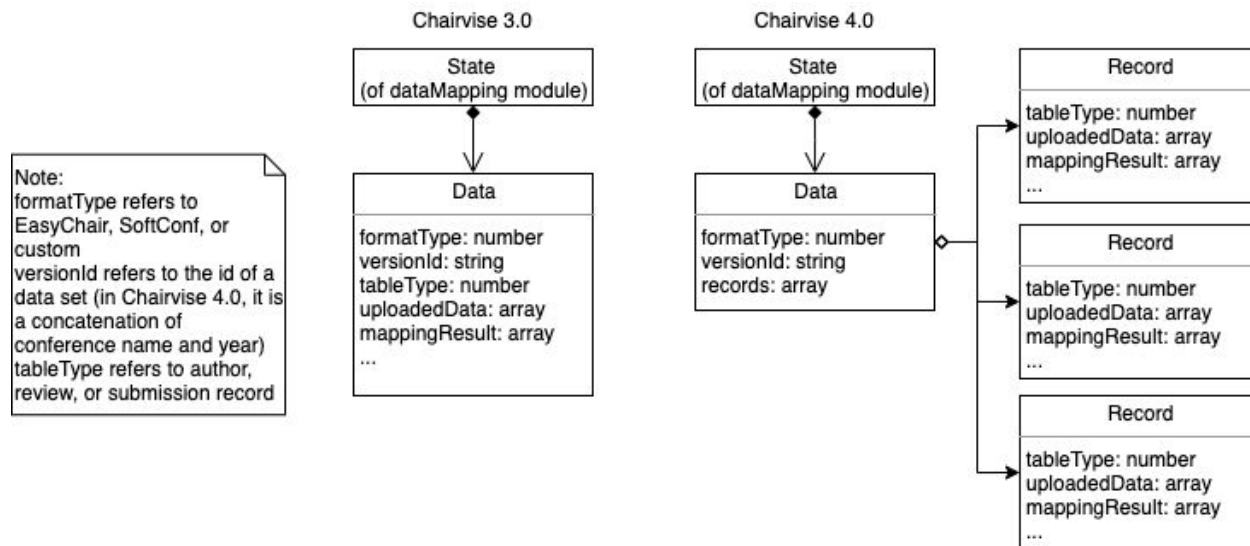 Chairvise 3.0
State
(of dataMapping module)
Data
formatType: number
versionId: string
tableType: number
uploadedData: array
mappingResult: array
...
Note:
formatType refers to
EasyChair, SoftConf, or
custom
versionId refers to the id of a
data set (in Chairvise 4.0, it is
a concatenation of
conference name and year)
tableType refers to author,
review, or submission record
Chairvise 4.0
State
(of dataMapping module)
Data
formatType: number
versionId: string
records: array
Record
tableType: number
uploadedData: array
mappingResult: array
...
Record
tableType: number
uploadedData: array
mappingResult: array
...
Record
tableType: number
uploadedData: array
mappingResult: array
...